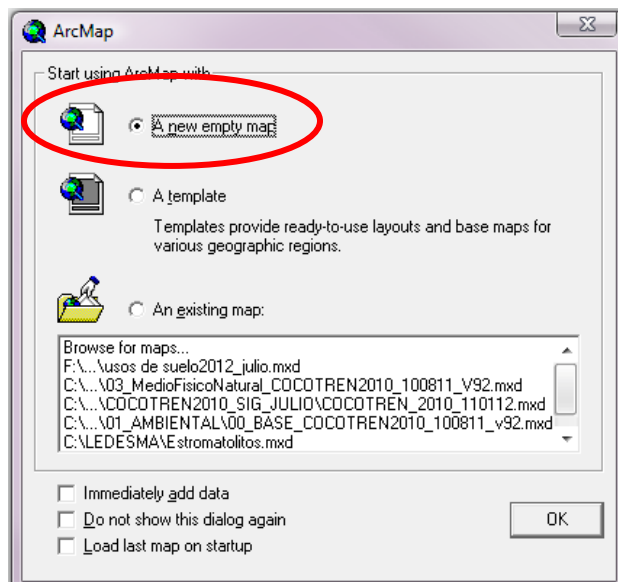 ArcMap
Start using ArcMap with
A new empty map
A template
Templates provide ready-to-use layouts and base maps for
various geographic regions.
An existing map:
Browse for maps...
F:\...\usos de suelo2012_julio.mxd
C:\...\03_MedioFisicoNatural_COCOTREN2010_100811_V92.mxd
C:\...\COCOTREN2010_SIG_JULIO\COCOTREN_2010_110112.mxd
C:\...\01_AMBIENTAL\00_BASE_COCOTREN2010_100811_v92.mxd
C:\LEDESMA\Estromatolitos.mxd
Immediately add data
Do not show this dialog again
Load last map on startup
OK